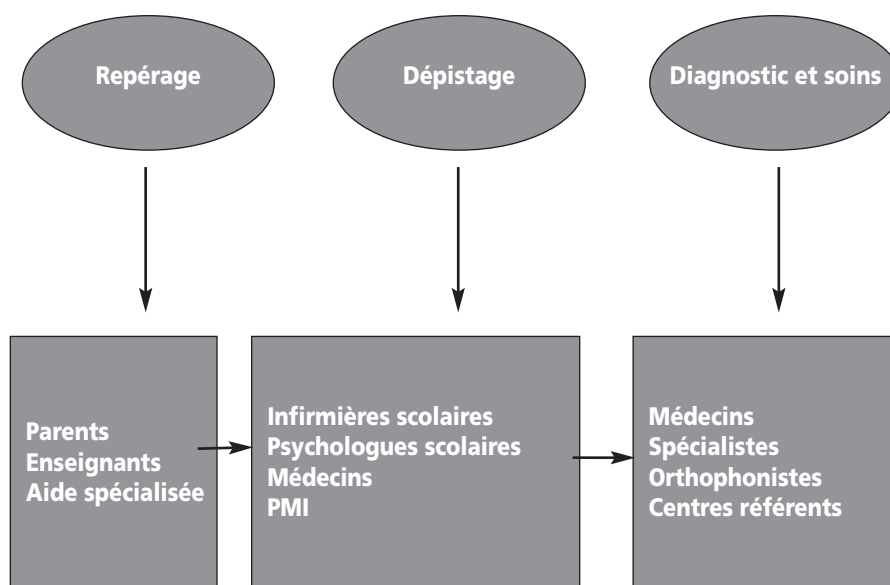 Repérage
Dépistage
Diagnostic et soins
Parents
Enseignants
Aide spécialisée
Infirmières scolaires
Psychologues scolaires
Médecins
PMI
Médecins
Spécialistes
Orthophonistes
Centres référents